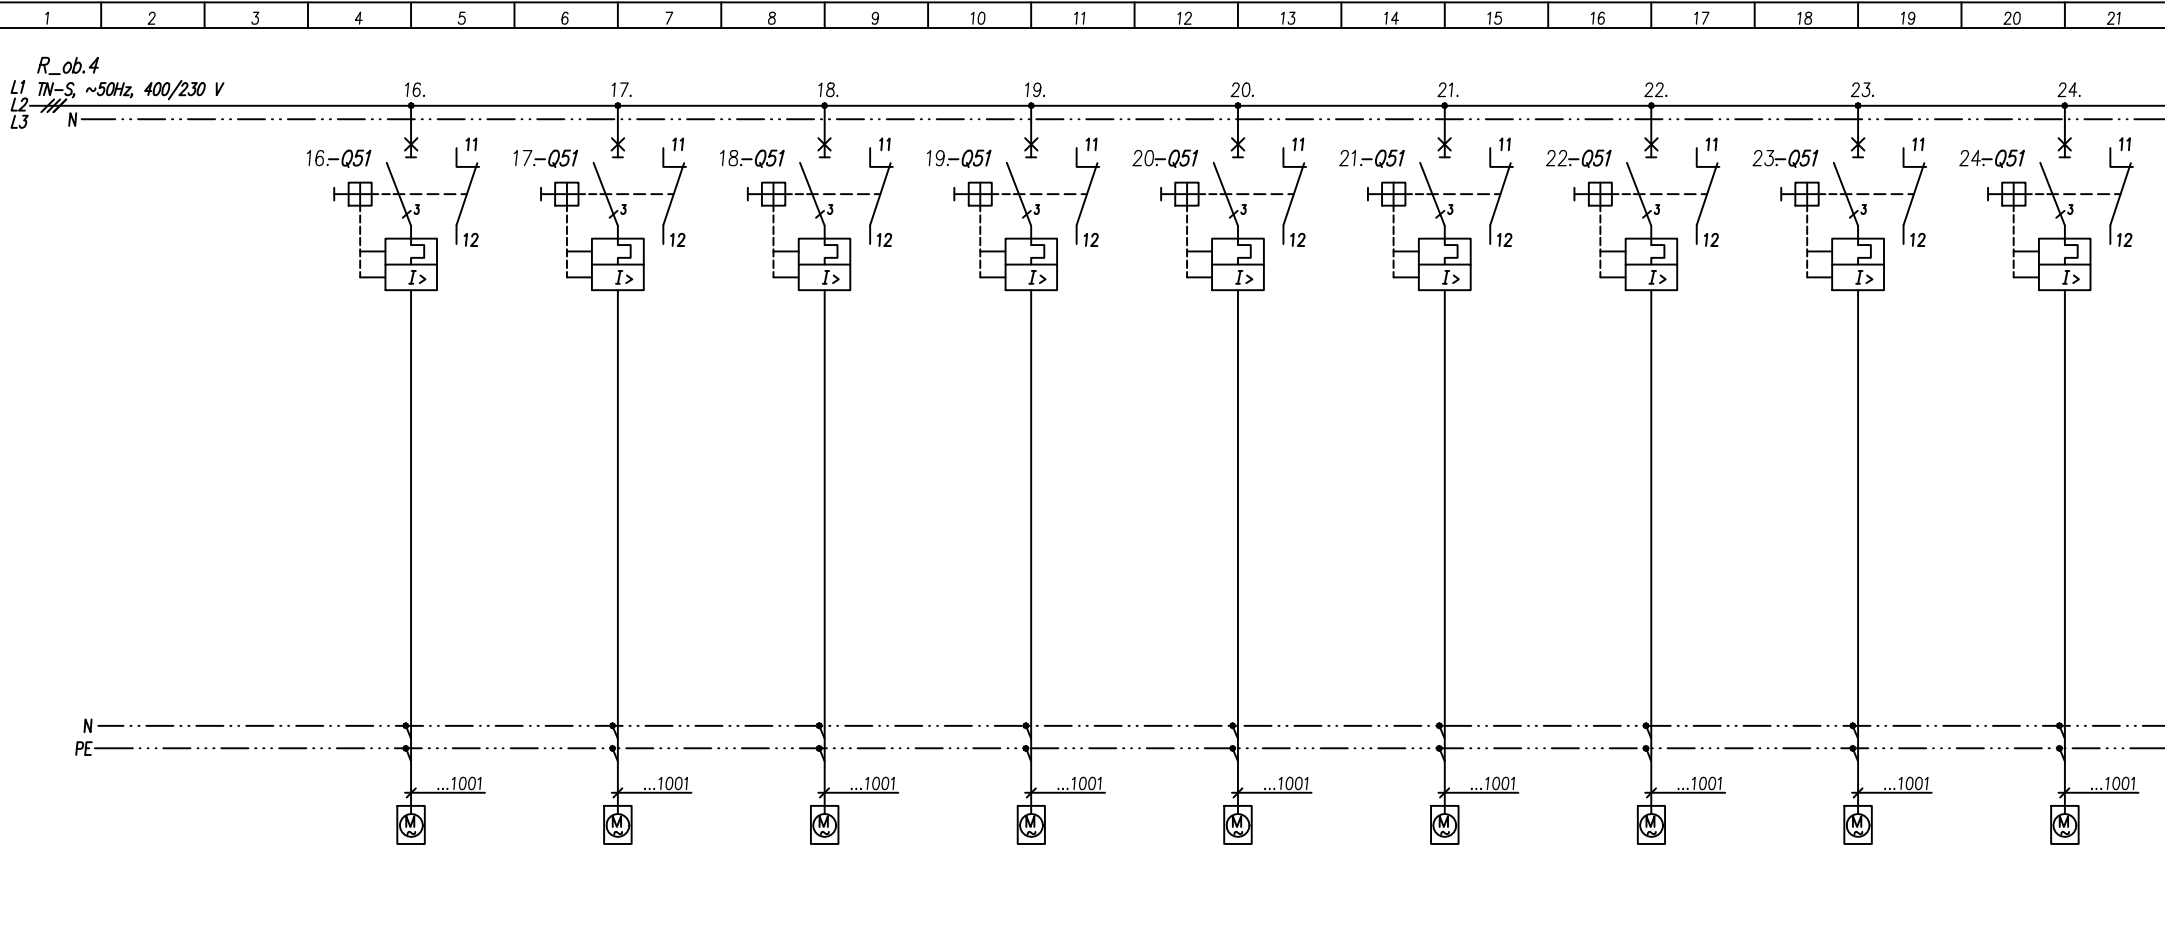 1 2 3 4 5 6 7 8 9 10 11 12 13 14 15 16 17 18 19 20 21
R_ob.4
L1 TN-S, ~50Hz, 400/230 V
16. 17. 18. 19. 20. 21. 22. 23. 24.
L2
L3 N
11 11 11 11 11 11 11 11 11
16.-Q51 17.-Q51 18.-Q51 19.-Q51 20.-Q51 21.-Q51 22.-Q51 23.-Q51 24.-Q51
3 3 3 3 3 3 3 3 3
12 12 12 12 12 12 12 12 12
I> I> I> I> I> I> I> I> I>
N
PE
...1001 ...1001 ...1001 ...1001 ...1001 ...1001 ...1001 ...1001 ...1001
M~ M~ M~ M~ M~ M~ M~ M~ M~